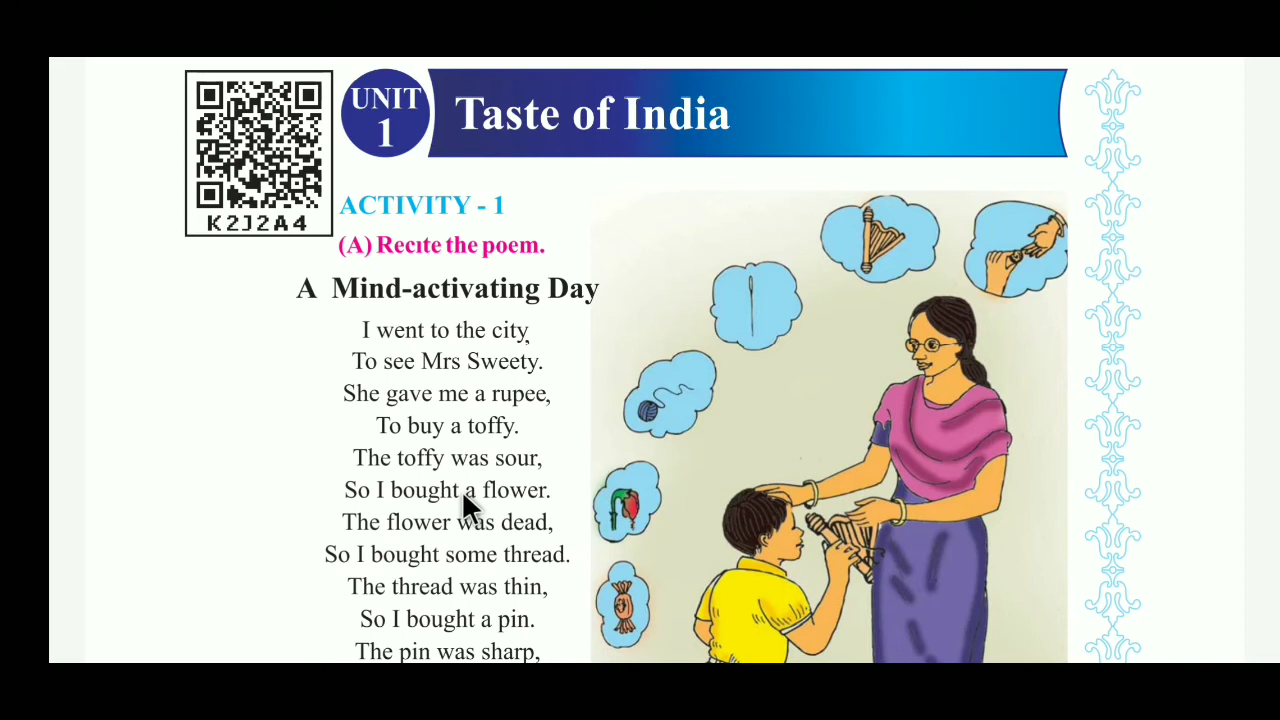 UNIT
1
Taste of India
K2J2A4
ACTIVITY - 1
(A) Recite the poem.
A Mind-activating Day
I went to the city,
To see Mrs Sweety.
She gave me a rupee,
To buy a toffy.
The toffy was sour,
So I bought a flower.
The flower was dead,
So I bought some thread.
The thread was thin,
So I bought a pin.
The pin was sharp,